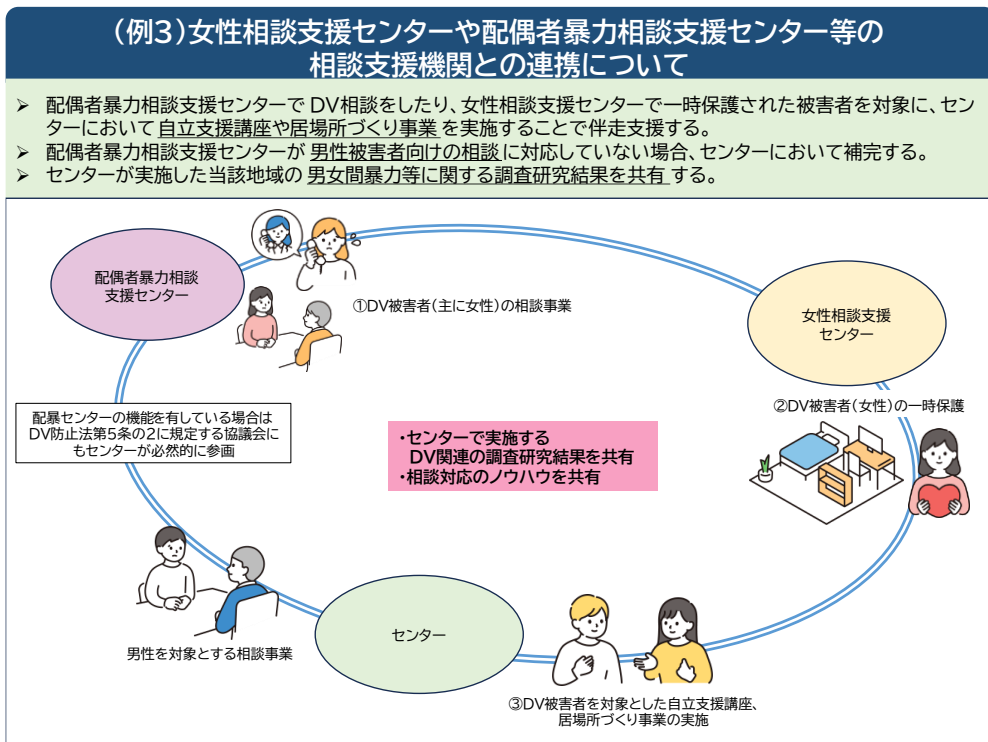 (例3)女性相談支援センターや配偶者暴力相談支援センター等の
相談支援機関との連携について
➢ 配偶者暴力相談支援センターで DV相談をしたり、女性相談支援センターで一時保護された被害者を対象に、セン
ターにおいて 自立支援講座や居場所づくり事業 を実施することで伴走支援する。
➢ 配偶者暴力相談支援センターが 男性被害者向けの相談 に対応していない場合、センターにおいて補完する。
➢ センターが実施した当該地域の 男女間暴力等に関する調査研究結果を共有 する。
配偶者暴力相談
支援センター
①DV被害者(主に女性)の相談事業
女性相談支援
センター
②DV被害者(女性)の一時保護
配暴センターの機能を有している場合は
DV防止法第5条の2に規定する協議会に
もセンターが必然的に参画
・センターで実施する
DV関連の調査研究結果を共有
・相談対応のノウハウを共有
男性を対象とする相談事業
センター
③DV被害者を対象とした自立支援講座、
居場所づくり事業の実施